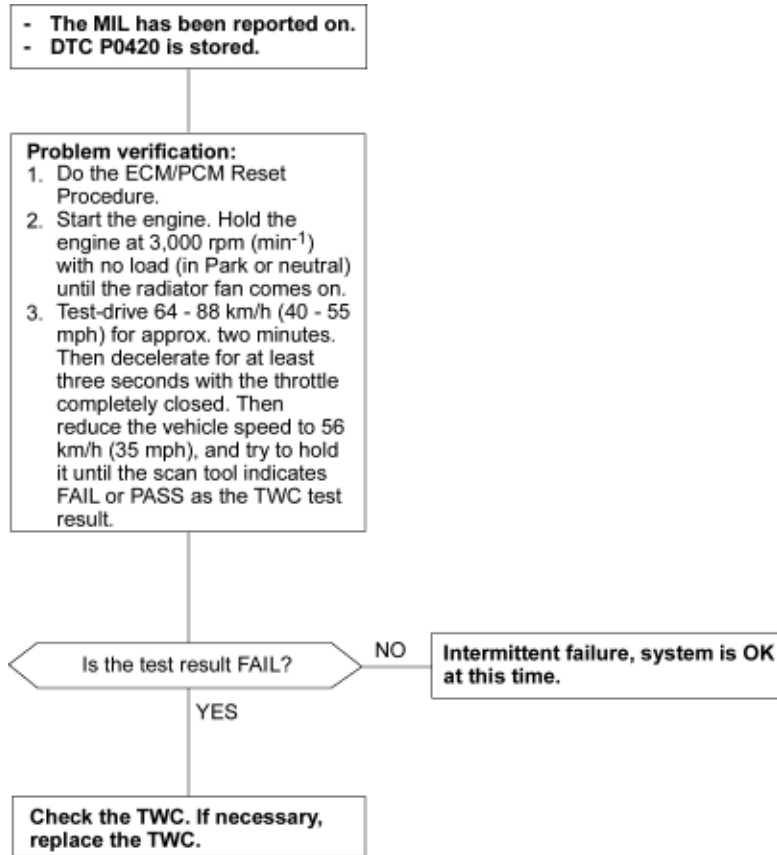 - The MIL has been reported on.
- DTC P0420 is stored.
Problem verification:
1. Do the ECM/PCM Reset
Procedure.
2. Start the engine. Hold the
engine at 3,000 rpm (min-1)
with no load (in Park or neutral)
until the radiator fan comes on.
3. Test-drive 64 - 88 km/h (40 - 55
mph) for approx. two minutes.
Then decelerate for at least
three seconds with the throttle
completely closed. Then
reduce the vehicle speed to 56
km/h (35 mph), and try to hold
it until the scan tool indicates
FAIL or PASS as the TWC test
result.
Is the test result FAIL?
NO
Intermittent failure, system is OK
at this time.
YES
Check the TWC. If necessary,
replace the TWC.